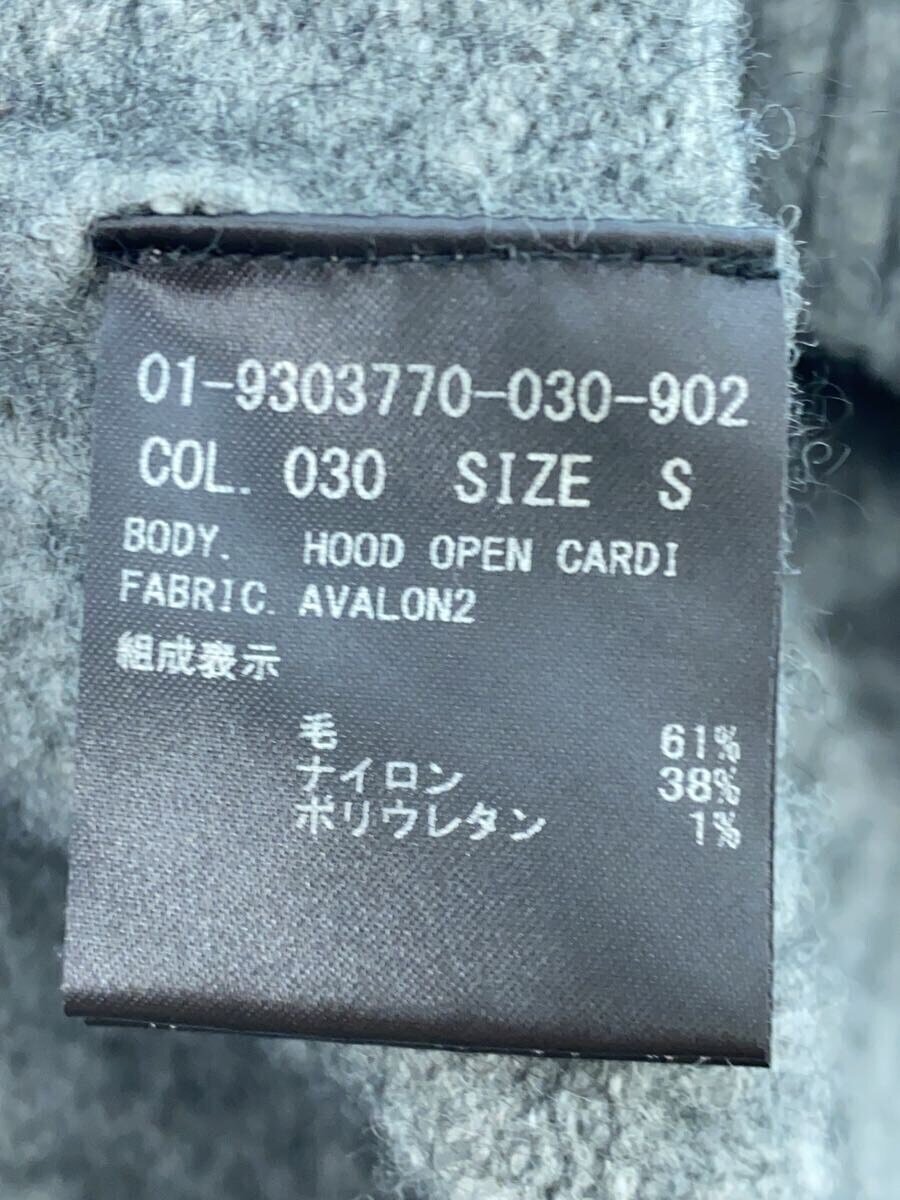 01-9303770-030-902
COL. 030 SIZE S
BODY. HOOD OPEN CARDI
FABRIC. AVALON2
組成表示
毛 61%
ナイロン 38%
ポリウレタン 1%